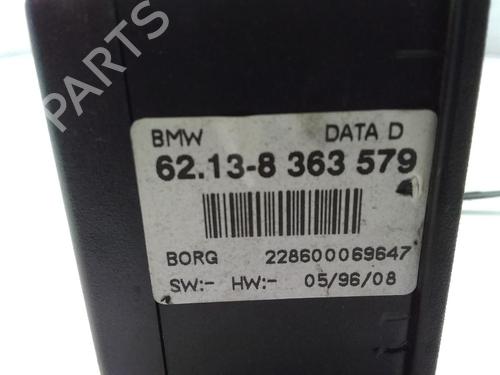 PARTS
BMW DATA D
62.13-8 363 579
BORG 228600069647
SW:- HW:- 05/96/08